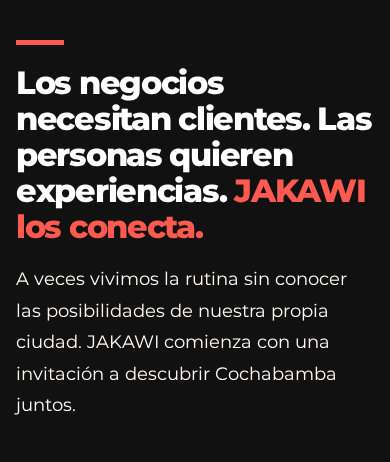 Los negocios
necesitan clientes. Las
personas quieren
experiencias. JAKAWI
los conecta.
A veces vivimos la rutina sin conocer
las posibilidades de nuestra propia
ciudad. JAKAWI comienza con una
invitación a descubrir Cochabamba
juntos.